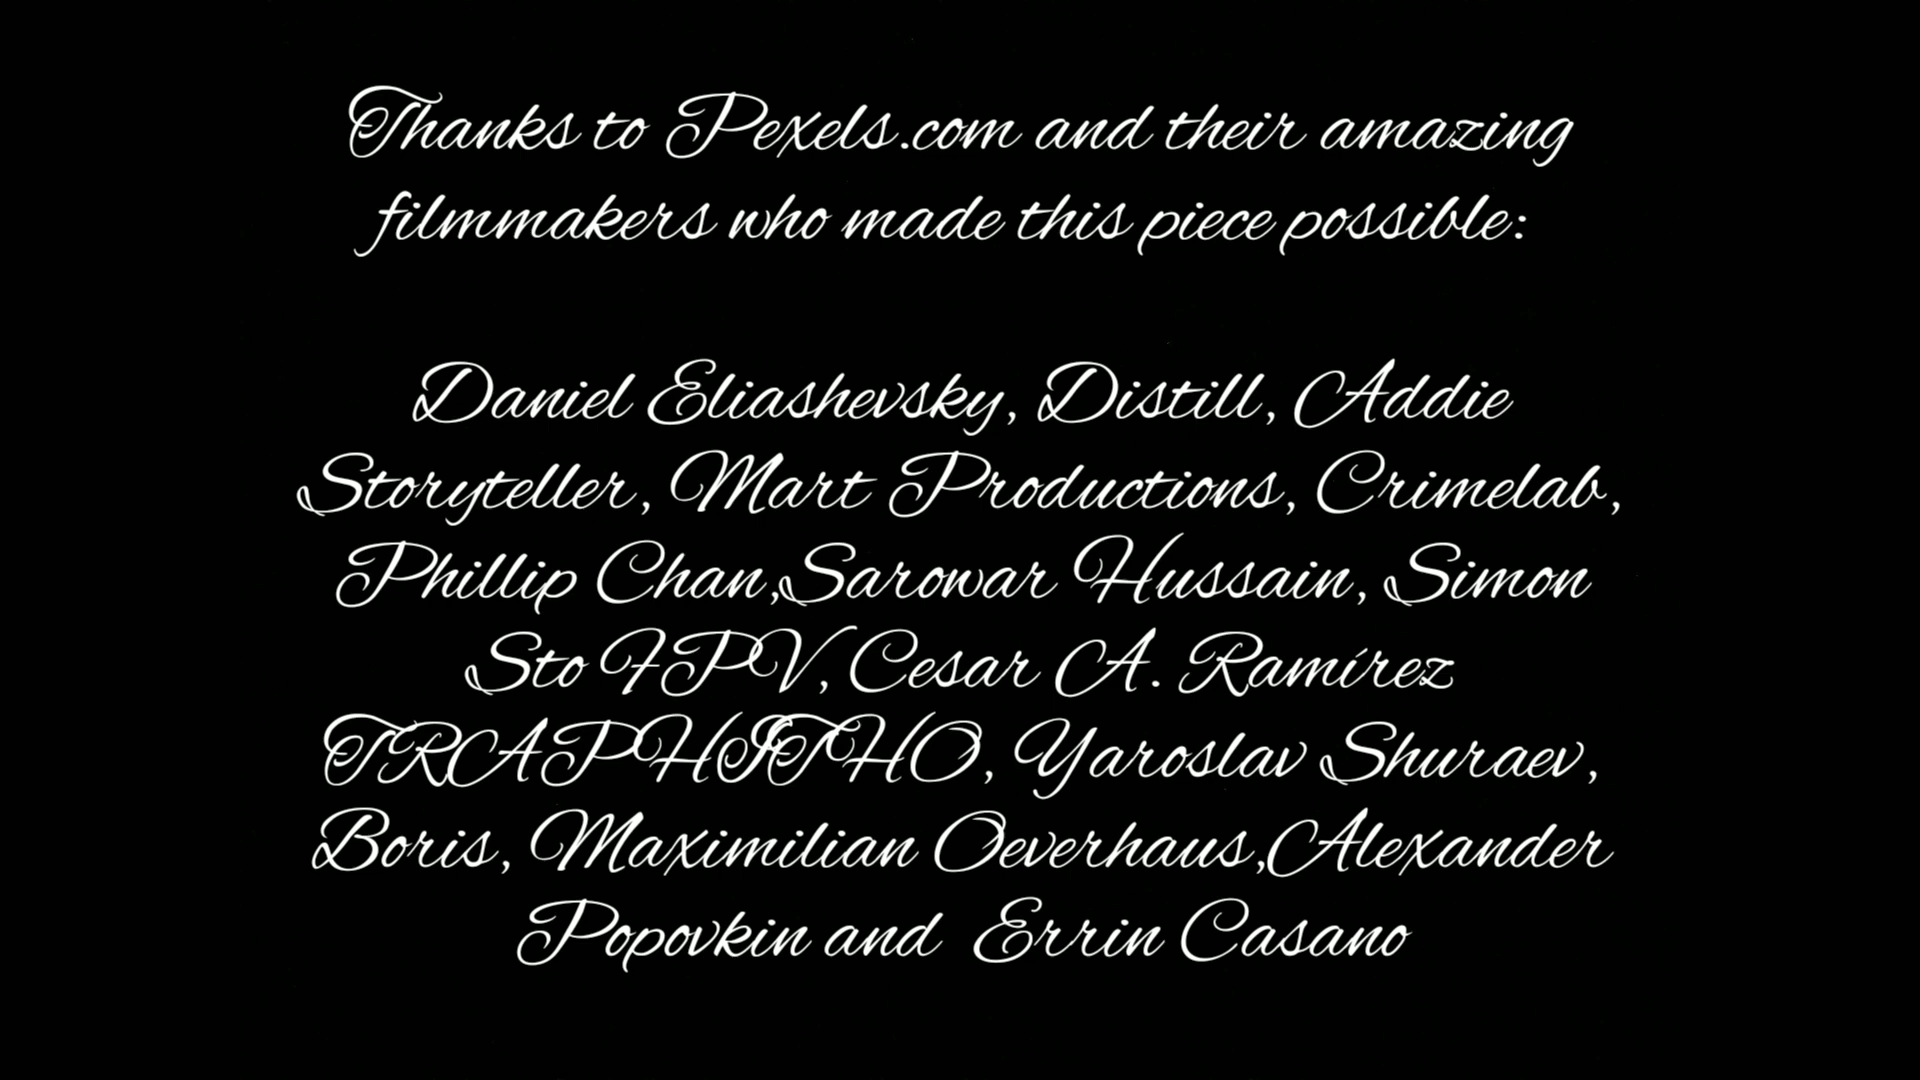 Thanks to Pexels.com and their amazing
filmmakers who made this piece possible:
Daniel Eliashevsky, Distill, Addie
Storyteller, Mart Productions, Crimelab,
Phillip Chan,Sarowar Hussain, Simon
Sto FPV, Cesar A. Ramírez
TRAPHITHO, Yaroslav Shuraev,
Boris, Maximilian Oeverhaus,Alexander
Popovkin and Errin Casano